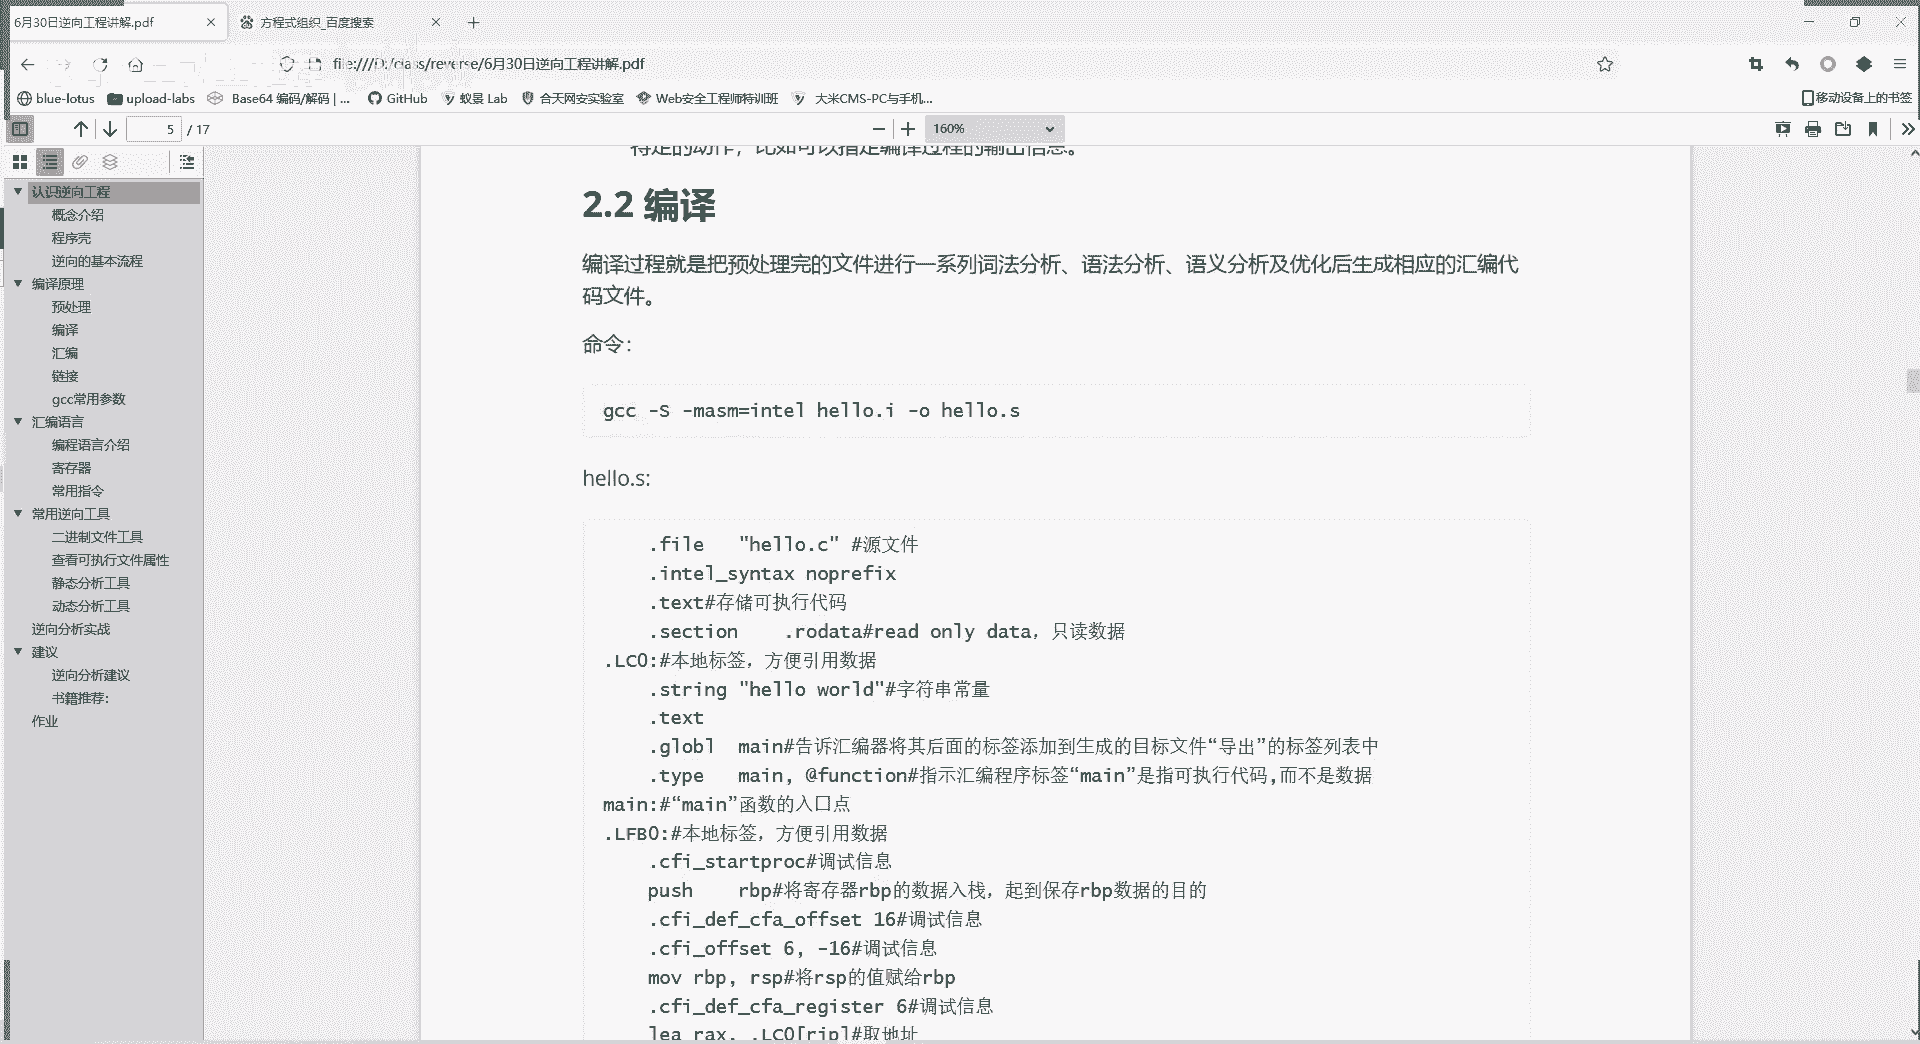 6月30日逆向工程讲解.pdf
方程式组织_百度搜索
file:///D:/class/reverse/6月30日逆向工程讲解.pdf
blue-lotus
upload-labs
Base64 编码/解码 | ...
GitHub
蚁景 Lab
合天网安实验室
Web安全工程师特训班
大米CMS-PC与手机...
移动设备上的书签
5 / 17
160%
认识逆向工程
概念介绍
程序壳
逆向的基本流程
编译原理
预处理
编译
汇编
链接
gcc常用参数
汇编语言
编程语言介绍
寄存器
常用指令
常用逆向工具
二进制文件工具
查看可执行文件属性
静态分析工具
动态分析工具
逆向分析实战
建议
逆向分析建议
书籍推荐：
作业
特定的动作，比如可以指定编译过程的输出信息。
2.2 编译
编译过程就是把预处理完的文件进行一系列词法分析、语法分析、语义分析及优化后生成相应的汇编代
码文件。
命令：
gcc -S -masm=intel hello.i -o hello.s
hello.s:
.file "hello.c" #源文件
.intel_syntax noprefix
.text#存储可执行代码
.section .rodata#read only data，只读数据
.LC0:#本地标签，方便引用数据
.string "hello world"#字符串常量
.text
.globl main#告诉汇编器将其后面的标签添加到生成的目标文件“导出”的标签列表中
.type main, @function#指示汇编程序标签“main”是指可执行代码,而不是数据
main:#“main”函数的入口点
.LFB0:#本地标签，方便引用数据
.cfi_startproc#调试信息
push rbp#将寄存器rbp的数据入栈，起到保存rbp数据的目的
.cfi_def_cfa_offset 16#调试信息
.cfi_offset 6, -16#调试信息
mov rbp, rsp#将rsp的值赋给rbp
.cfi_def_cfa_register 6#调试信息
lea rax, .LC0[rip]#取地址